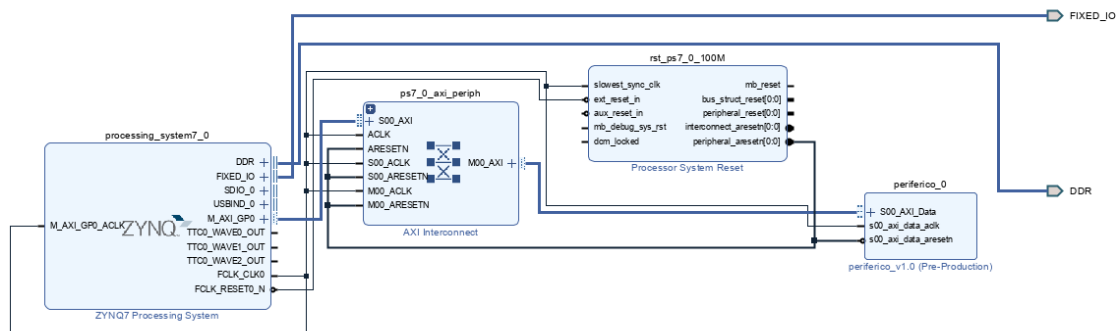 FIXED_IO
rst_ps7_0_100M
slowest_sync_clk
mb_reset
ext_reset_in
bus_struct_reset[0:0]
aux_reset_in
peripheral_reset[0:0]
mb_debug_sys_rst
interconnect_aresetn[0:0]
dcm_locked
peripheral_aresetn[0:0]
Processor System Reset
ps7_0_axi_periph
S00_AXI
ACLK
ARESETN
S00_ACLK
M00_AXI
S00_ARESETN
M00_ACLK
M00_ARESETN
AXI Interconnect
processing_system7_0
DDR
FIXED_IO
SDIO_0
USBIND_0
M_AXI_GP0
M_AXI_GP0_ACLK
ZYNQ
TTC0_WAVE0_OUT
TTC0_WAVE1_OUT
TTC0_WAVE2_OUT
FCLK_CLK0
FCLK_RESET0_N
ZYNQ7 Processing System
periferico_0
DDR
S00_AXI_Data
s00_axi_data_aclk
s00_axi_data_aresetn
periferico_v1.0 (Pre-Production)